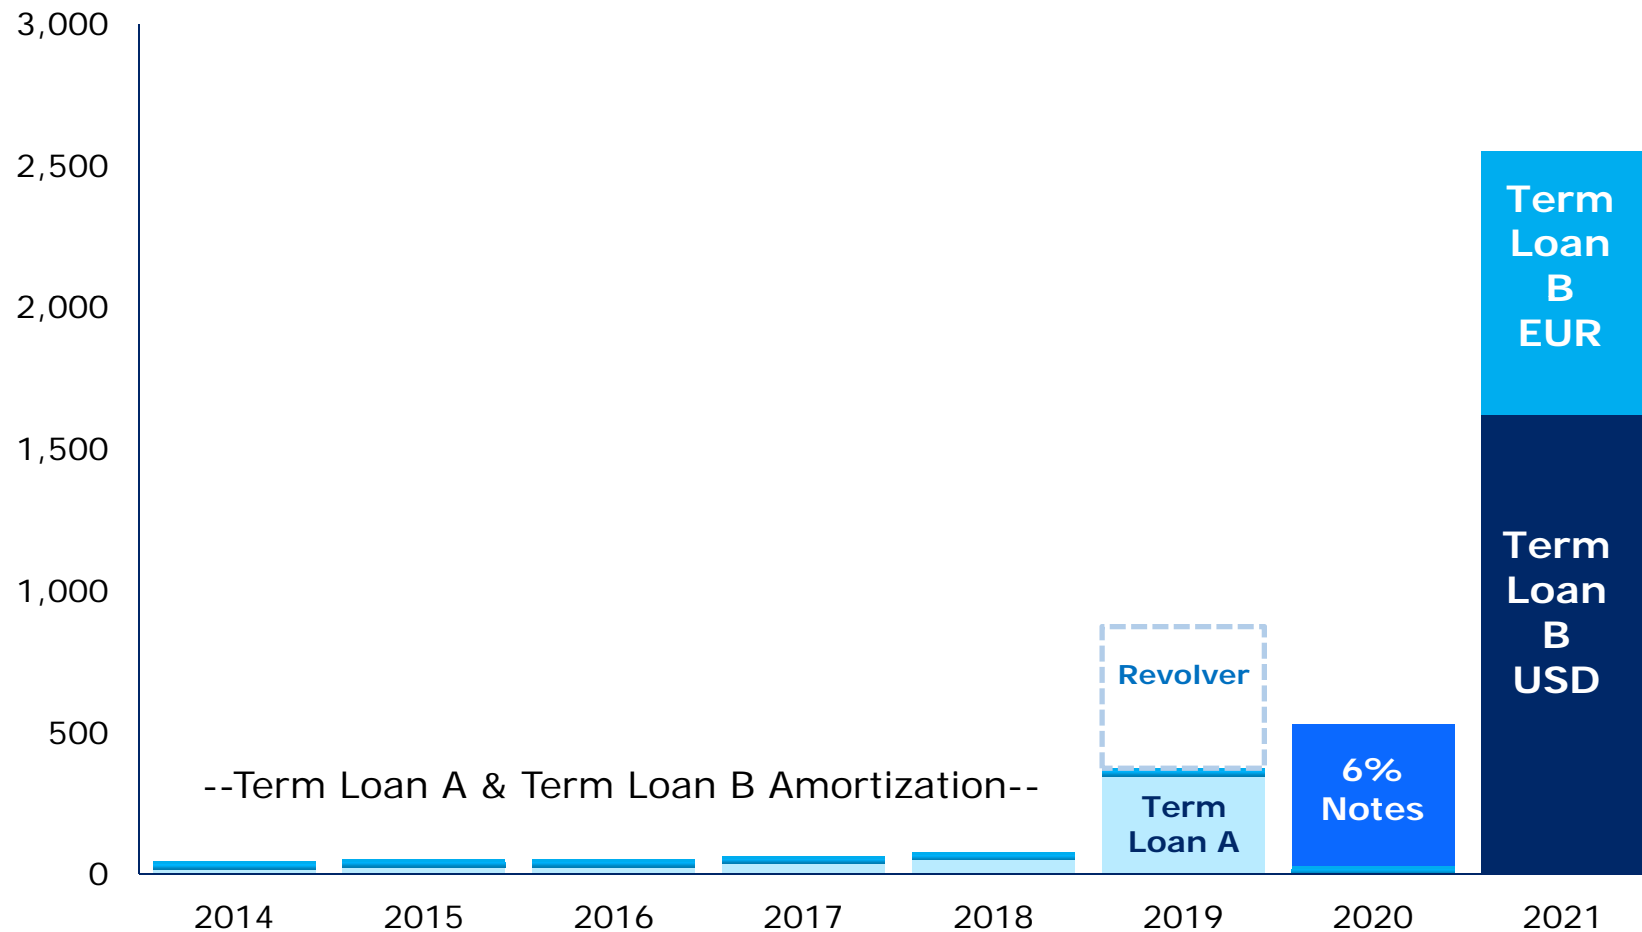 3,000
2,500
2,000
1,500
1,000
500
0
--Term Loan A & Term Loan B Amortization--
Revolver
Term
Loan A
6%
Notes
Term
Loan
B
EUR
Term
Loan
B
USD
2014
2015
2016
2017
2018
2019
2020
2021